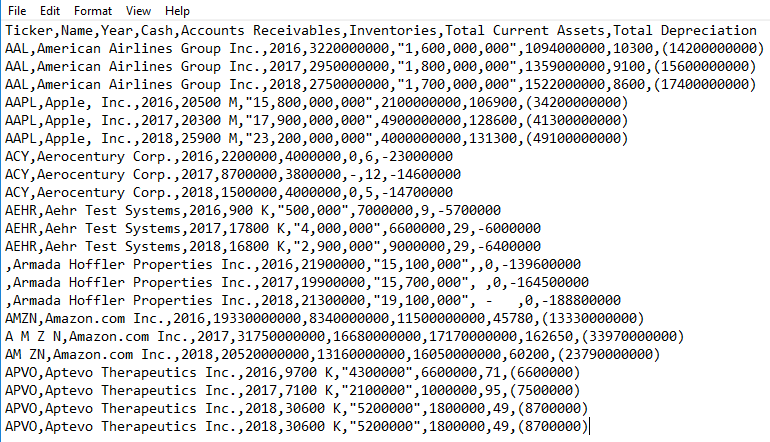 File Edit Format View Help
Ticker,Name,Year,Cash,Accounts Receivables,Inventories,Total Current Assets,Total Depreciation
AAL,American Airlines Group Inc.,2016,3220000000,"1,600,000,000",1094000000,10300,(14200000000)
AAL,American Airlines Group Inc.,2017,2950000000,"1,800,000,000",1359000000,9100,(15600000000)
AAL,American Airlines Group Inc.,2018,2750000000,"1,700,000,000",1522000000,8600,(17400000000)
AAPL,Apple, Inc.,2016,20500 M,"15,800,000,000",2100000000,106900,(34200000000)
AAPL,Apple, Inc.,2017,20300 M,"17,900,000,000",4900000000,128600,(41300000000)
AAPL,Apple, Inc.,2018,25900 M,"23,200,000,000",4000000000,131300,(49100000000)
ACY,Aerocentury Corp.,2016,2200000,4000000,0,6,-23000000
ACY,Aerocentury Corp.,2017,8700000,3800000,-,12,-14600000
ACY,Aerocentury Corp.,2018,1500000,4000000,0,5,-14700000
AEHR,Aehr Test Systems,2016,900 K,"500,000",7000000,9,-5700000
AEHR,Aehr Test Systems,2017,17800 K,"4,000,000",6600000,29,-6000000
AEHR,Aehr Test Systems,2018,16800 K,"2,900,000",9000000,29,-6400000
,Armada Hoffler Properties Inc.,2016,21900000,"15,100,000",,0,-139600000
,Armada Hoffler Properties Inc.,2017,19900000,"15,700,000", ,0,-164500000
,Armada Hoffler Properties Inc.,2018,21300000,"19,100,000", -   ,0,-188800000
AMZN,Amazon.com Inc.,2016,19330000000,8340000000,11500000000,45780,(13330000000)
A M Z N,Amazon.com Inc.,2017,31750000000,16680000000,17170000000,162650,(33970000000)
AM ZN,Amazon.com Inc.,2018,20520000000,13160000000,16050000000,60200,(23790000000)
APVO,Aptevo Therapeutics Inc.,2016,9700 K,"4300000",6600000,71,(6600000)
APVO,Aptevo Therapeutics Inc.,2017,7100 K,"2100000",1000000,95,(7500000)
APVO,Aptevo Therapeutics Inc.,2018,30600 K,"5200000",1800000,49,(8700000)
APVO,Aptevo Therapeutics Inc.,2018,30600 K,"5200000",1800000,49,(8700000)